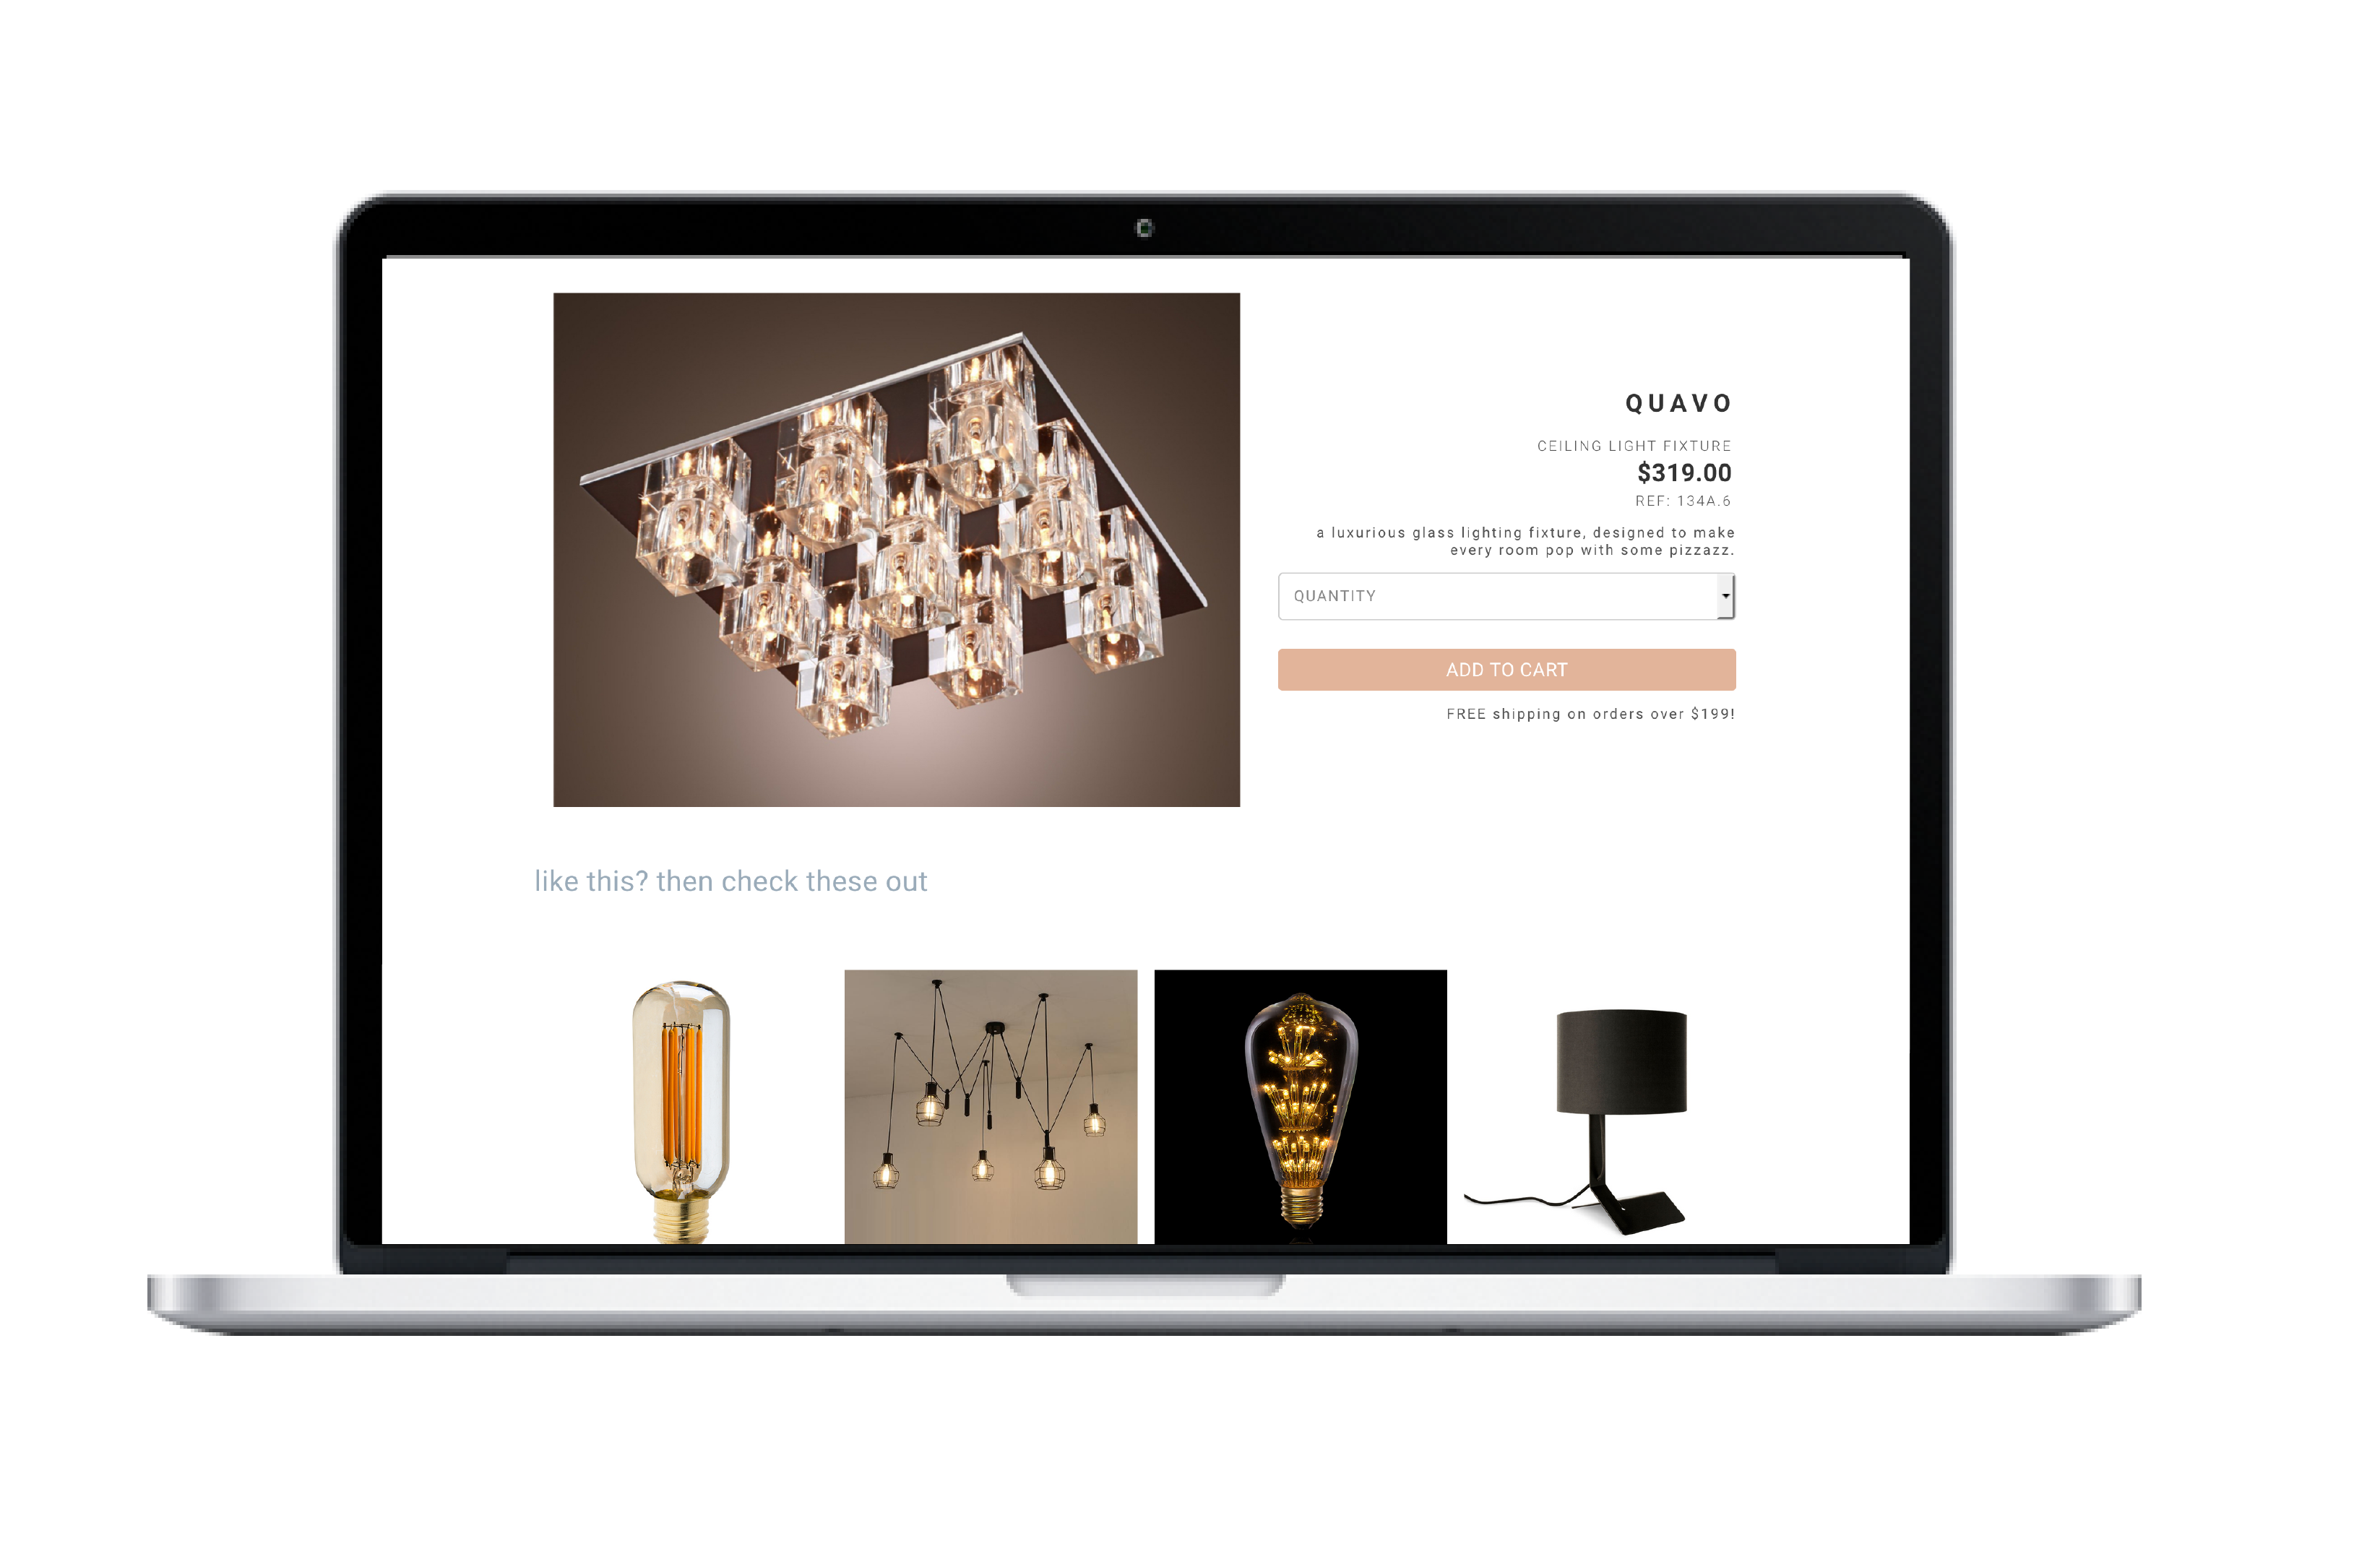 QUAVO
CEILING LIGHT FIXTURE
$319.00
REF: 134A.6
a luxurious glass lighting fixture, designed to make
every room pop with some pizzazz.
QUANTITY
ADD TO CART
FREE shipping on orders over $199!
like this? then check these out